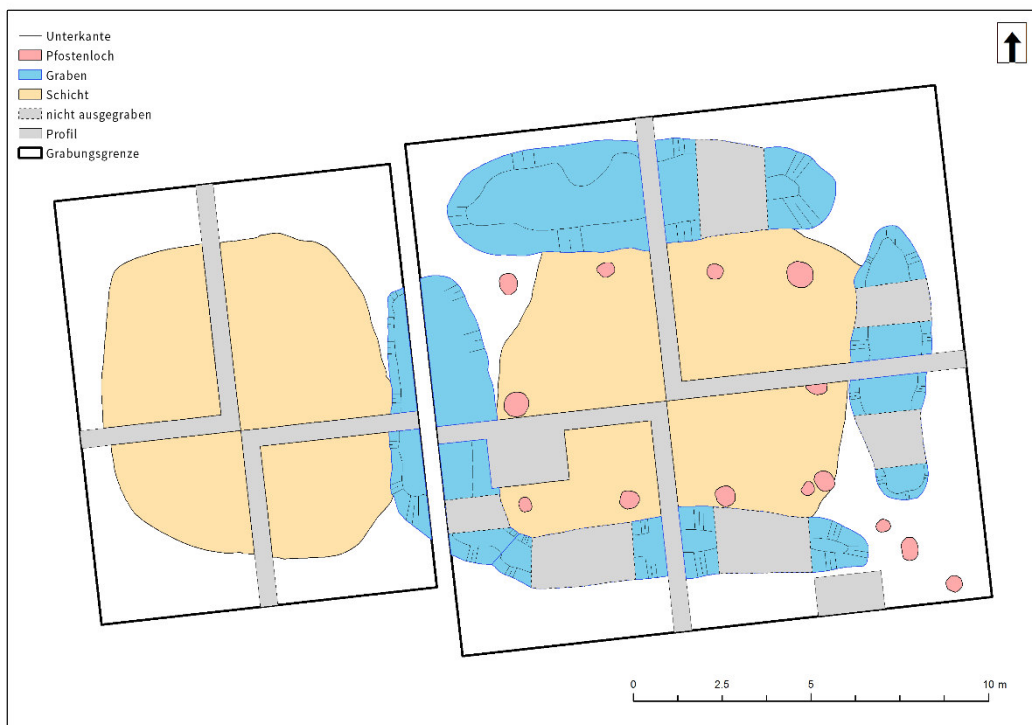 Unterkante
Pfostenloch
Graben
Schicht
nicht ausgegraben
Profil
Grabungsgrenze
0 2.5 5 10 m